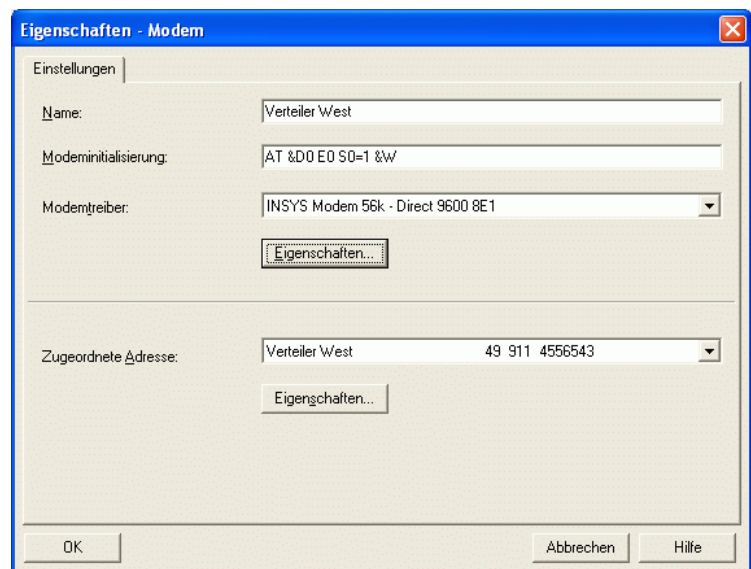 Eigenschaften - Modem
Einstellungen
Name: Verteiler West
Modeminitialisierung: AT &D0 E0 S0=1 &W
Modemtreiber: INSYS Modem 56k - Direct 9600 8E1
Eigenschaften...
Zugeordnete Adresse: Verteiler West 49 911 4556543
Eigenschaften...
OK Abbrechen Hilfe